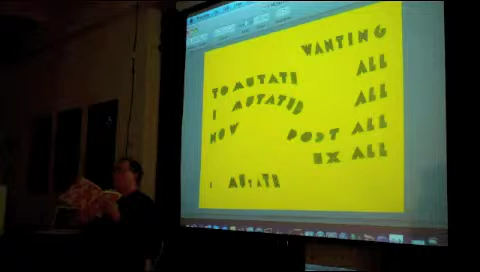 WANTING
TO MUTATE ALL
I MUTATED ALL
NOW POST ALL
EX ALL
I MUTATE